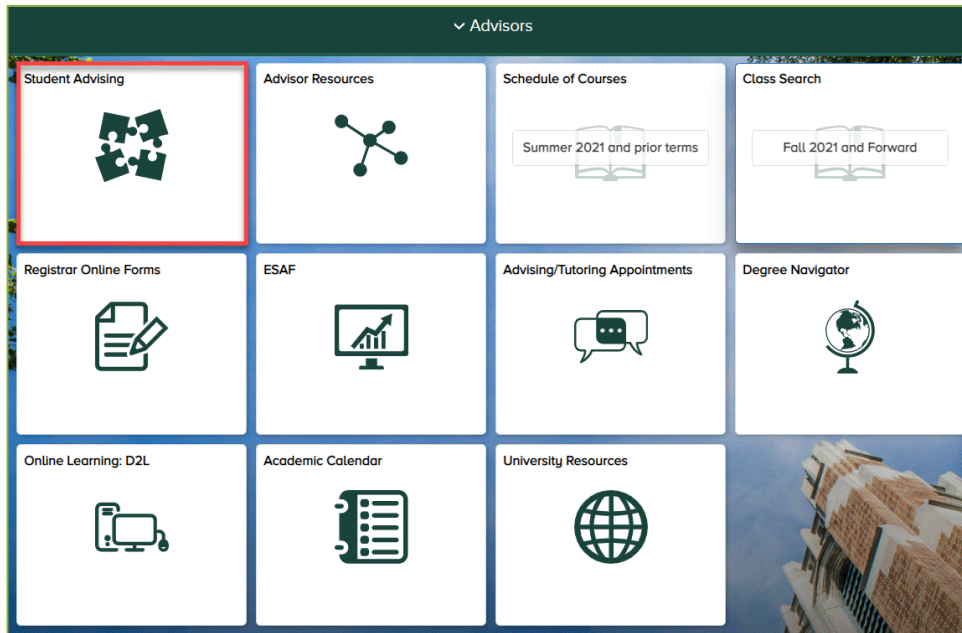 Advisors
Student Advising
Advisor Resources
Schedule of Courses
Class Search
Summer 2021 and prior terms
Fall 2021 and Forward
Registrar Online Forms
ESAF
Advising/Tutoring Appointments
Degree Navigator
Online Learning: D2L
Academic Calendar
University Resources